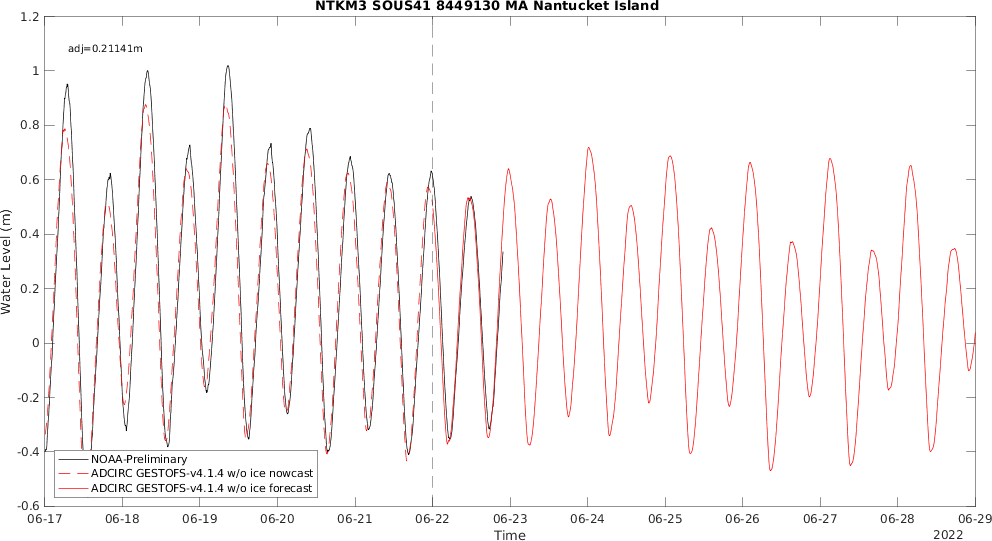 NTKM3 SOUS41 8449130 MA Nantucket Island
adj=0.21141m
Water Level (m)
1.2
1
0.8
0.6
0.4
0.2
0
-0.2
-0.4
-0.6
NOAA-Preliminary
ADCIRC GESTOFS-v4.1.4 w/o ice nowcast
ADCIRC GESTOFS-v4.1.4 w/o ice forecast
06-17 06-18 06-19 06-20 06-21 06-22 06-23 06-24 06-25 06-26 06-27 06-28 06-29
Time
2022